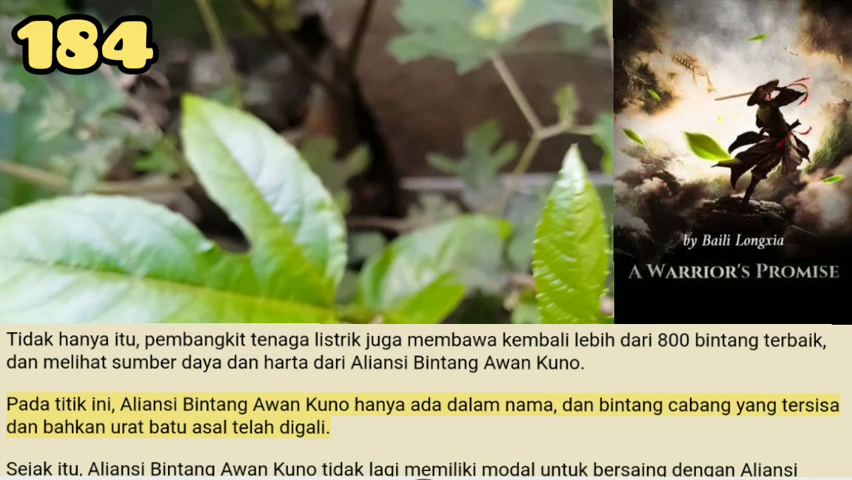 184
by Baili Longxia
A WARRIOR'S PROMISE
Tidak hanya itu, pembangkit tenaga listrik juga membawa kembali lebih dari 800 bintang terbaik,
dan melihat sumber daya dan harta dari Aliansi Bintang Awan Kuno.
Pada titik ini, Aliansi Bintang Awan Kuno hanya ada dalam nama, dan bintang cabang yang tersisa
dan bahkan urat batu asal telah digali.
Sejak itu, Aliansi Bintang Awan Kuno tidak lagi memiliki modal untuk bersaing dengan Aliansi